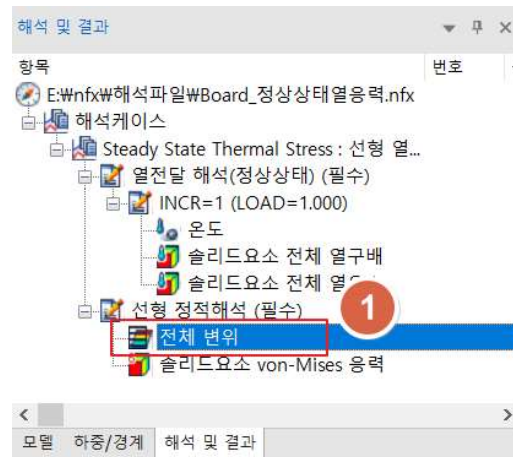 해석 및 결과
항목 번호
E:₩nfx₩해석파일₩Board_정상상태열응력.nfx
해석케이스
Steady State Thermal Stress : 선형 열...
열전달 해석(정상상태) (필수)
INCR=1 (LOAD=1.000)
온도
솔리드요소 전체 열구배
솔리드요소 전체
선형 정적해석 (필수)
1
전체 변위
솔리드요소 von-Mises 응력
모델 하중/경계 해석 및 결과